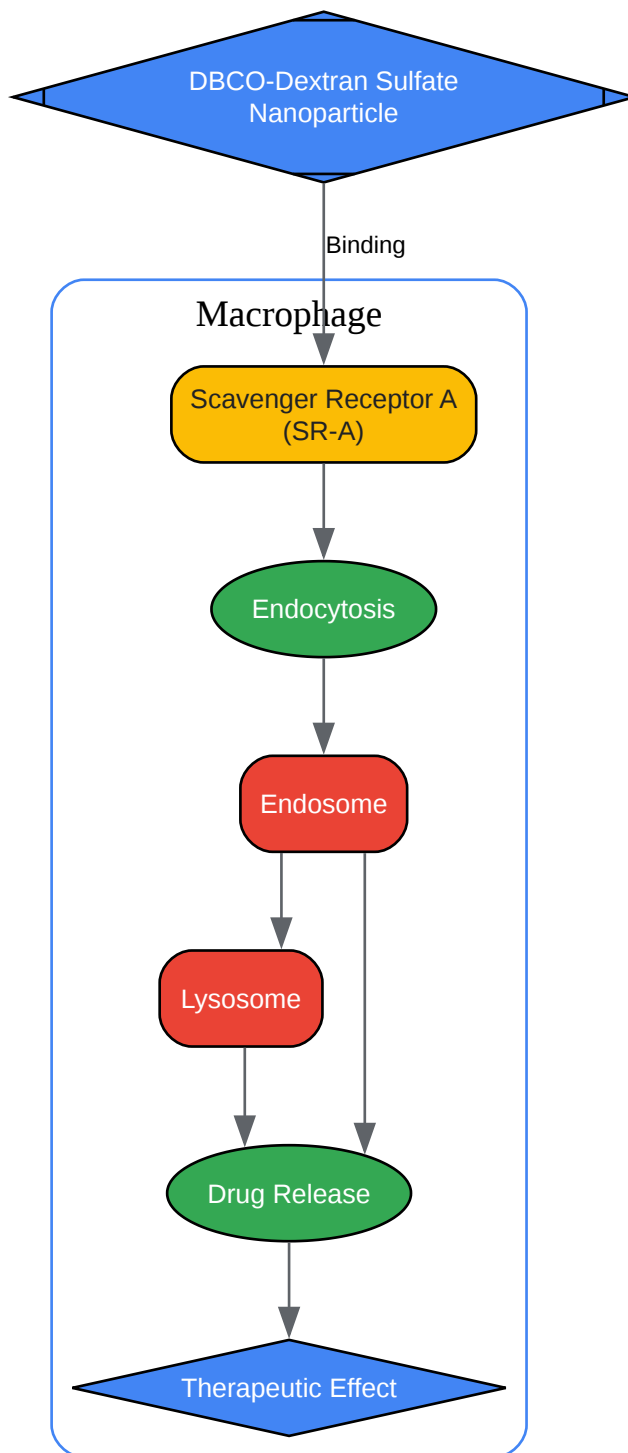 DBCO-Dextran Sulfate
Nanoparticle
Binding
Macrophage
Scavenger Receptor A
(SR-A)
Endocytosis
Endosome
Lysosome
Drug Release
Therapeutic Effect